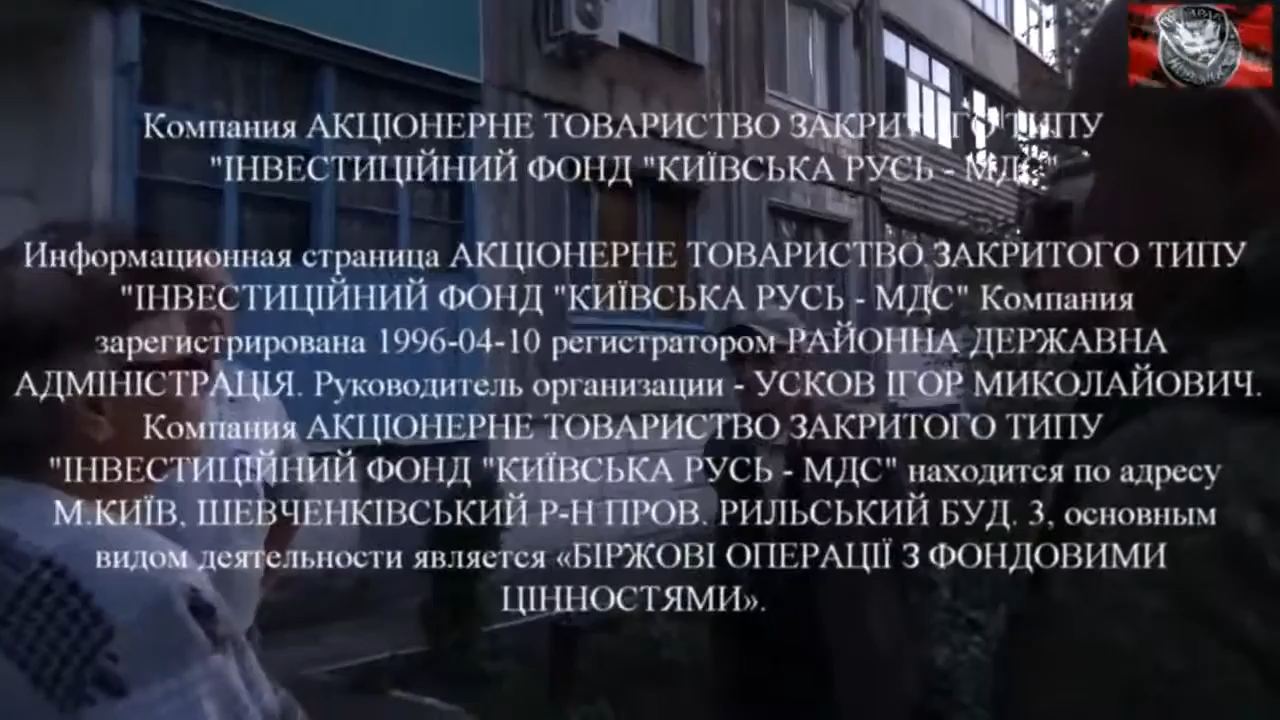 Компания АКЦІОНЕРНЕ ТОВАРИСТВО ЗАКРИТОГО ТИПУ
"ІНВЕСТИЦІЙНИЙ ФОНД "КИЇВСЬКА РУСЬ - МДС"
Информационная страница АКЦІОНЕРНЕ ТОВАРИСТВО ЗАКРИТОГО ТИПУ
"ІНВЕСТИЦІЙНИЙ ФОНД "КИЇВСЬКА РУСЬ - МДС" Компания
зарегистрирована 1996-04-10 регистратором РАЙОННА ДЕРЖАВНА
АДМІНІСТРАЦІЯ. Руководитель организации - УСКОВ ІГОР МИКОЛАЙОВИЧ.
Компания АКЦІОНЕРНЕ ТОВАРИСТВО ЗАКРИТОГО ТИПУ
"ІНВЕСТИЦІЙНИЙ ФОНД "КИЇВСЬКА РУСЬ - МДС" находится по адресу
М.КИЇВ, ШЕВЧЕНКІВСЬКИЙ Р-Н ПРОВ. РИЛЬСЬКИЙ БУД. 3, основным
видом деятельности является «БІРЖОВІ ОПЕРАЦІЇ З ФОНДОВИМИ
ЦІННОСТЯМИ».